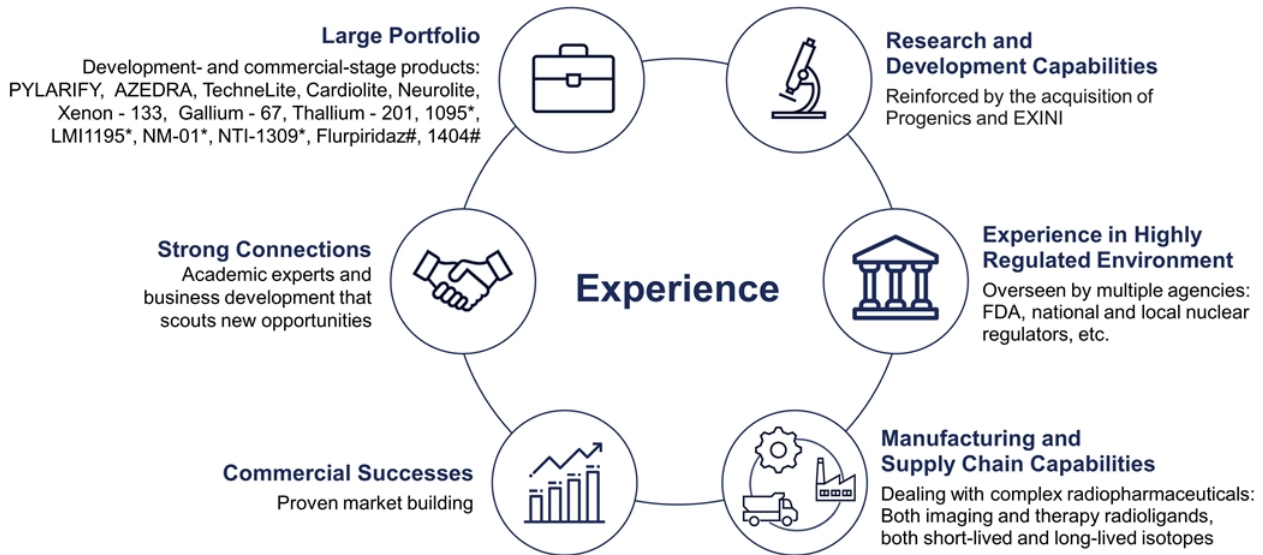 Large Portfolio
Development- and commercial-stage products:
PYLARIFY, AZEDRA, TechneLite, Cardiolite, Neurolite,
Xenon - 133, Gallium - 67, Thallium - 201, 1095*,
LMI1195*, NM-01*, NTI-1309*, Flurpiridaz#, 1404#
Research and
Development Capabilities
Reinforced by the acquisition of
Progenics and EXINI
Strong Connections
Academic experts and
business development that
scouts new opportunities
Experience
Experience in Highly
Regulated Environment
Overseen by multiple agencies:
FDA, national and local nuclear
regulators, etc.
Commercial Successes
Proven market building
Manufacturing and
Supply Chain Capabilities
Dealing with complex radiopharmaceuticals:
Both imaging and therapy radioligands,
both short-lived and long-lived isotopes